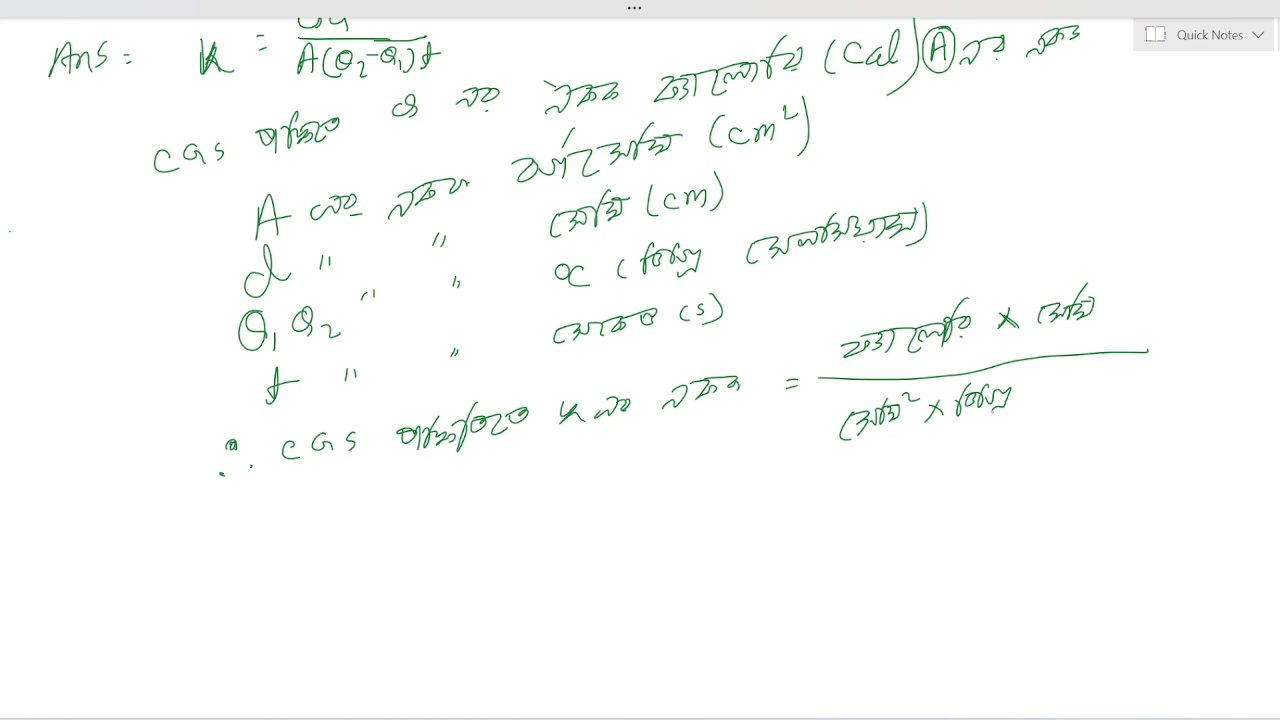 Quick Notes
Ans = K = Qd / A(θ₂-θ₁)t
CGS পদ্ধতিতে Q এর একক ক্যালোরি (Cal) A এর একক
A এর একক বর্গসেমি (cm²)
d " " সেমি (cm)
θ₁ θ₂ " " °C (ডিগ্রি সেলসিয়াস)
t " " সেকেন্ড (s)
∴ CGS পদ্ধতিতে K এর একক = ক্যালোরি × সেমি / সেমি² × ডিগ্রি